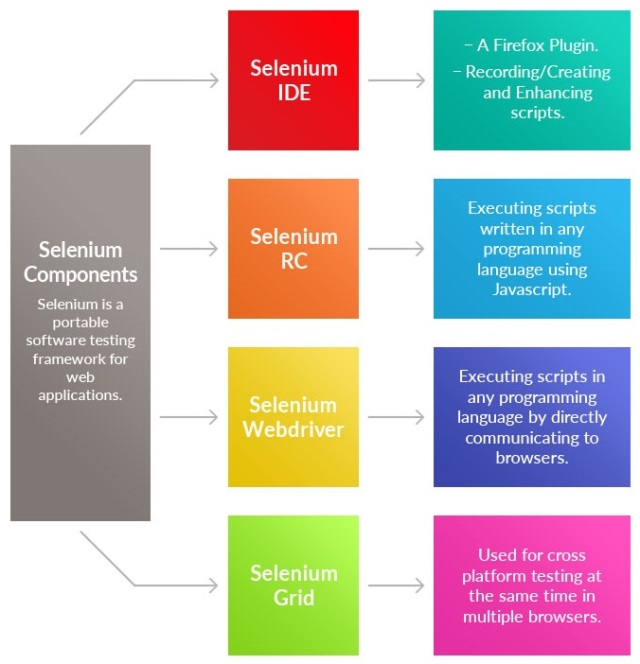 Selenium
Components
Selenium is a
portable
software testing
framework for
web
applications.
Selenium
IDE
– A Firefox Plugin.
– Recording/Creating
and Enhancing
scripts.
Selenium
RC
Executing scripts
written in any
programming
language using
Javascript.
Selenium
Webdriver
Executing scripts in
any programming
language by directly
communicating to
browsers.
Selenium
Grid
Used for cross
platform testing at
the same time in
multiple browsers.